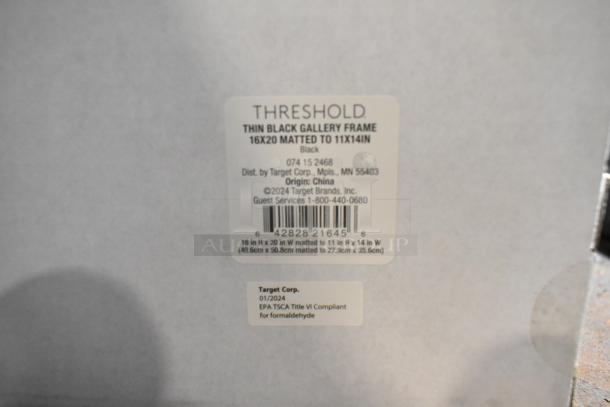 THRESHOLD
THIN BLACK GALLERY FRAME
16X20 MATTED TO 11X14IN
Black
074 15 2468
Dist. by Target Corp., Mpls., MN 55403
Origin: China
©2024 Target Brands, Inc.
Guest Services 1-800-440-0680
6 42828 21645 6
16 in H x 20 in W matted to 11 in H x 14 in W
(40.6cm x 50.8cm matted to 27.9cm x 35.6cm)
Target Corp.
01/2024
EPA TSCA Title VI Compliant
for formaldehyde